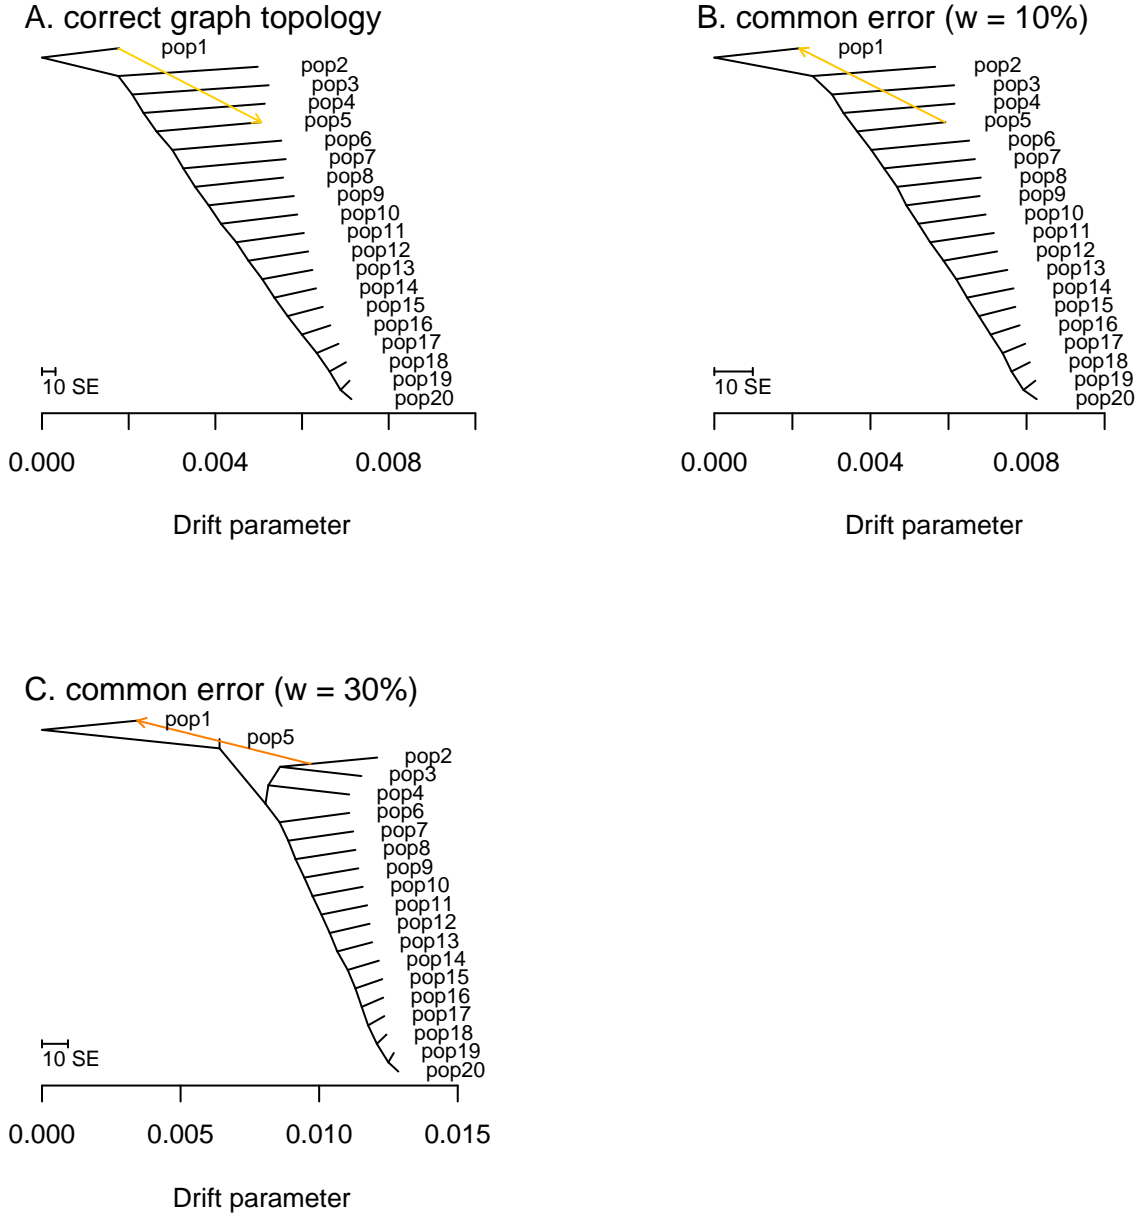 A. correct graph topology
pop1
pop2
pop3
pop4
pop5
pop6
pop7
pop8
pop9
pop10
pop11
pop12
pop13
pop14
pop15
pop16
pop17
pop18
pop19
pop20
10 SE
0.000 0.004 0.008
Drift parameter
B. common error (w = 10%)
pop1
pop2
pop3
pop4
pop5
pop6
pop7
pop8
pop9
pop10
pop11
pop12
pop13
pop14
pop15
pop16
pop17
pop18
pop19
pop20
10 SE
0.000 0.004 0.008
Drift parameter
C. common error (w = 30%)
pop1
pop5
pop2
pop3
pop4
pop6
pop7
pop8
pop9
pop10
pop11
pop12
pop13
pop14
pop15
pop16
pop17
pop18
pop19
pop20
10 SE
0.000 0.005 0.010 0.015
Drift parameter